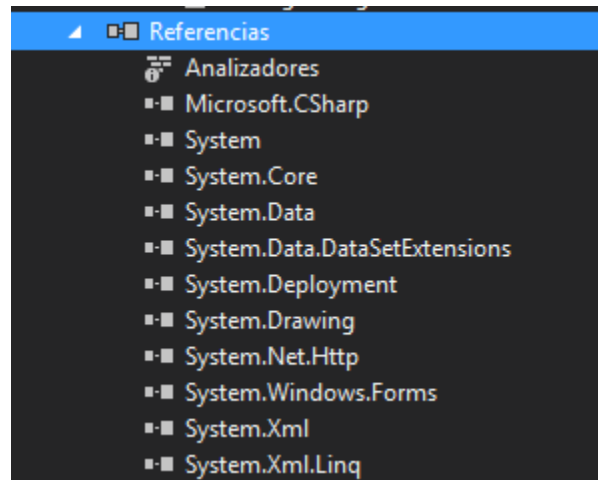 Referencias
Analizadores
Microsoft.CSharp
System
System.Core
System.Data
System.Data.DataSetExtensions
System.Deployment
System.Drawing
System.Net.Http
System.Windows.Forms
System.Xml
System.Xml.Linq